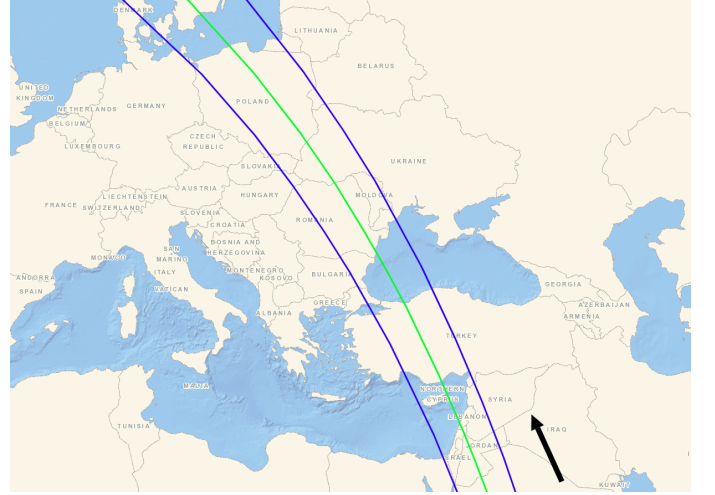 DENMARK
LITHUANIA
BELARUS
UNITED
KINGDOM
NETHERLANDS
GERMANY
POLAND
BELGIUM
LUXEMBOURG
CZECH
REPUBLIC
SLOVAKIA
UKRAINE
AUSTRIA
LIECHTENSTEIN
HUNGARY
MOLDOVA
FRANCE
SWITZERLAND
SLOVENIA
ROMANIA
CROATIA
SAN
MARINO
BOSNIA AND
HERZEGOVINA
MONACO
ITALY
MONTENEGRO
KOSOVO
BULGARIA
ANDORRA
SPAIN
VATICAN
GEORGIA
ALBANIA
GREECE
AZERBAIJAN
ARMENIA
TURKEY
MALTA
NORTHERN
CYPRUS
SYRIA
LEBANON
TUNISIA
IRAQ
JORDAN
ISRAEL
KUWAIT
I